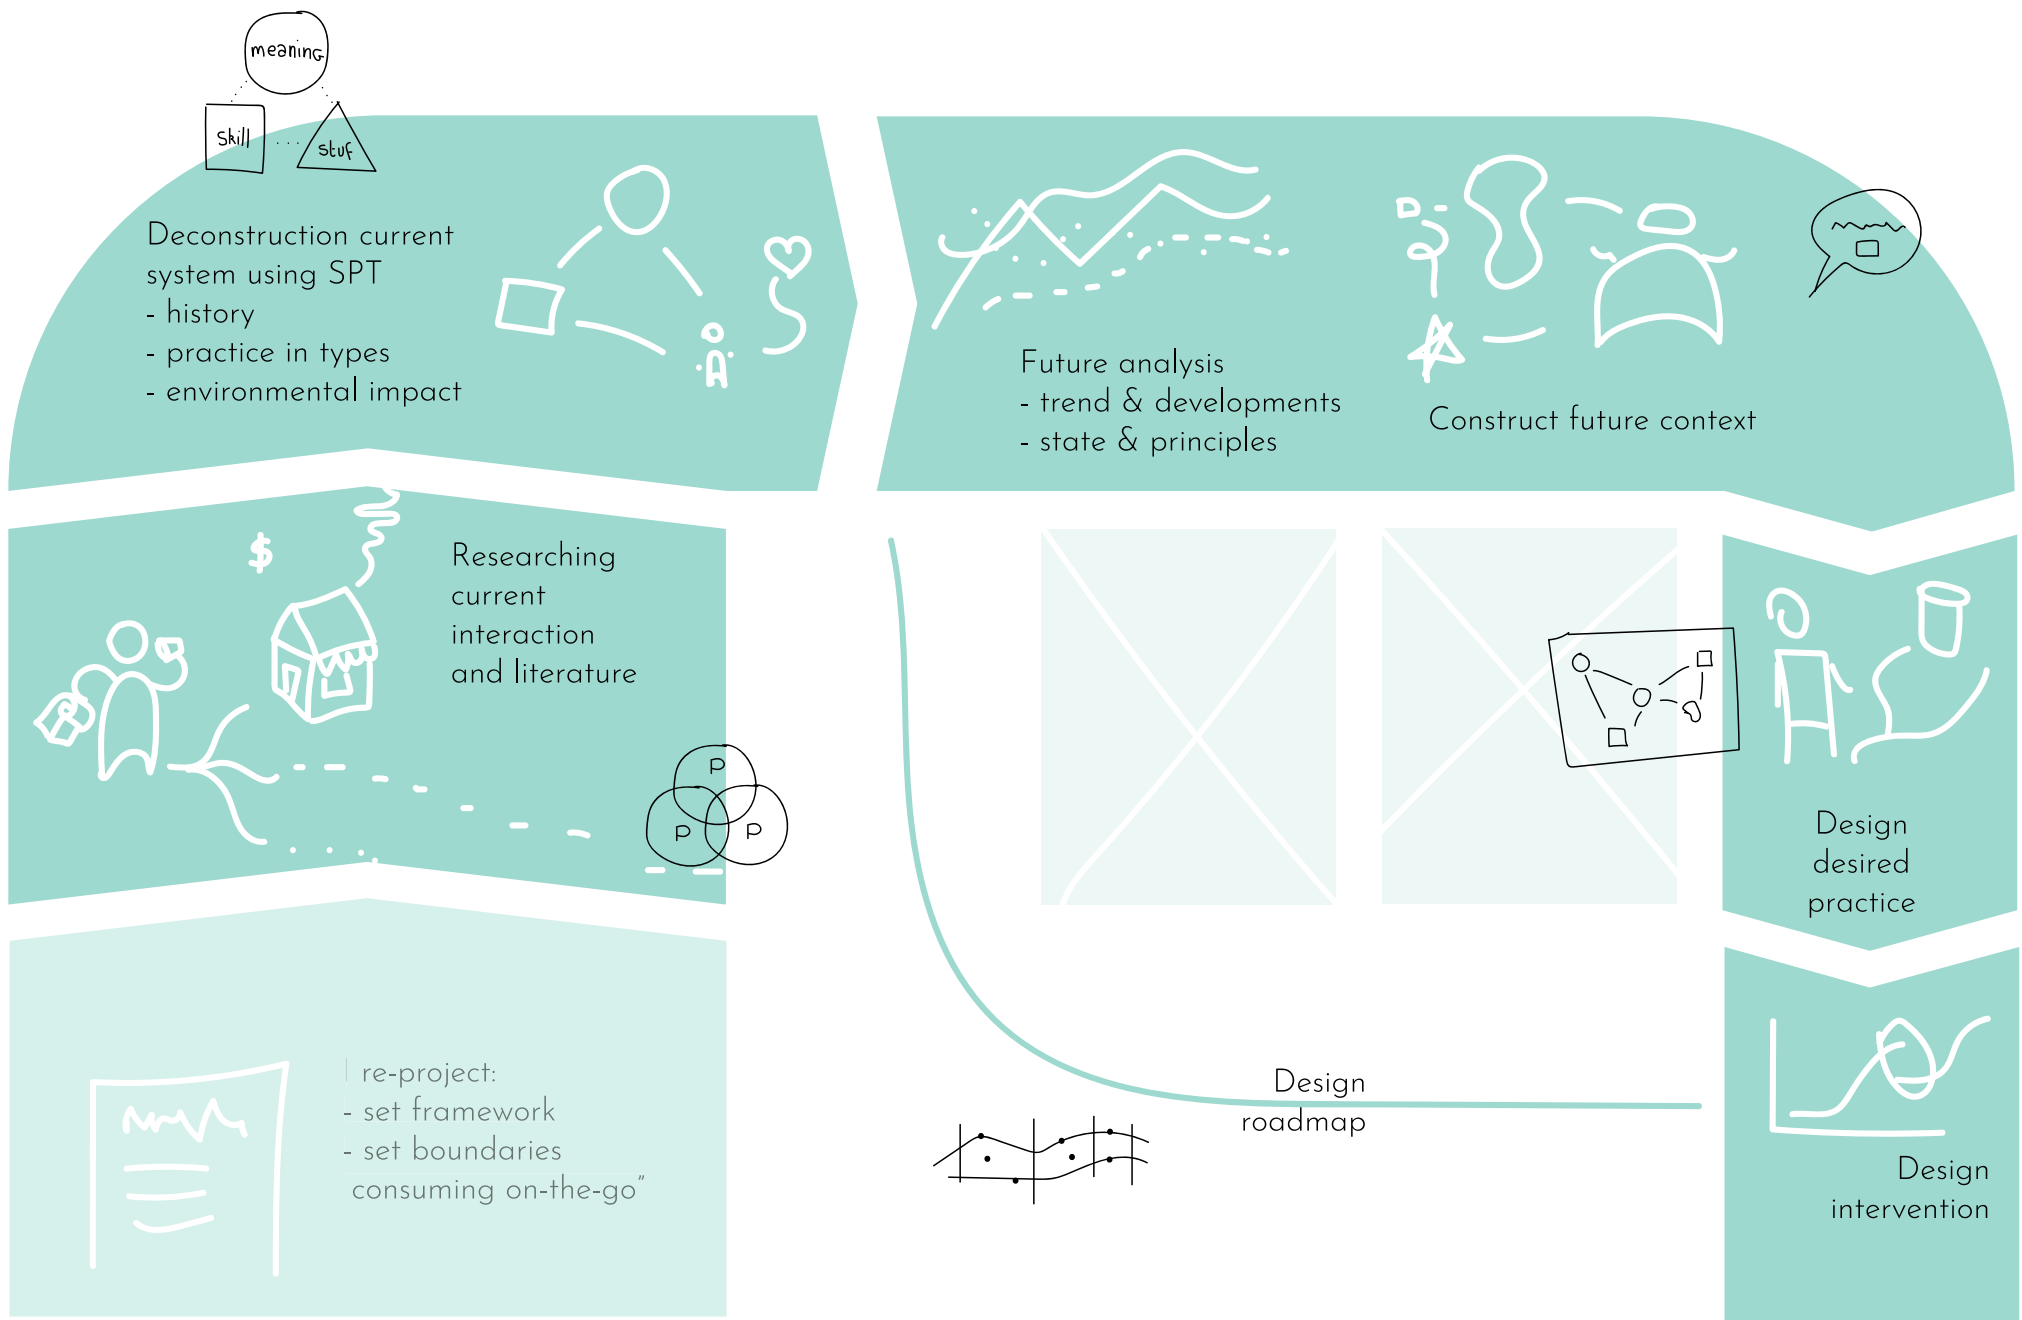 meaning
skill
stuf
Deconstruction current
system using SPT
- history
- practice in types
- environmental impact
Future analysis
- trend & developments
- state & principles
Construct future context
Researching
current
interaction
and literature
$
P
P
P
Design
desired
practice
re-project:
- set framework
- set boundaries
consuming on-the-go”
Design
roadmap
Design
intervention